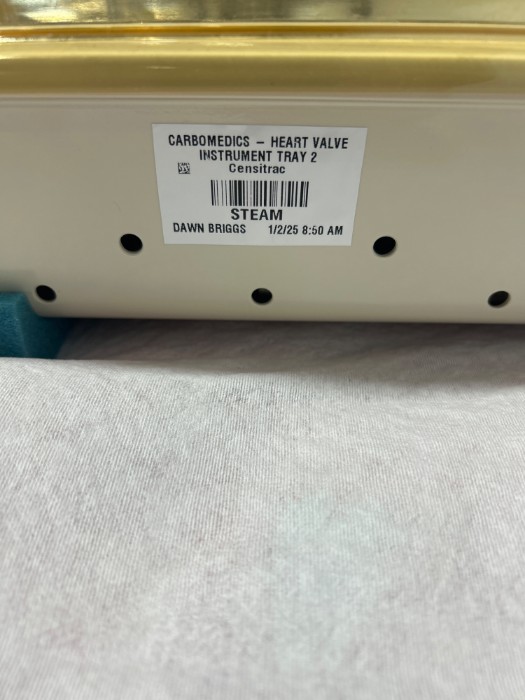 CARBOMEDICS – HEART VALVE
INSTRUMENT TRAY 2
Censitrac
STEAM
DAWN BRIGGS 1/2/25 8:50 AM